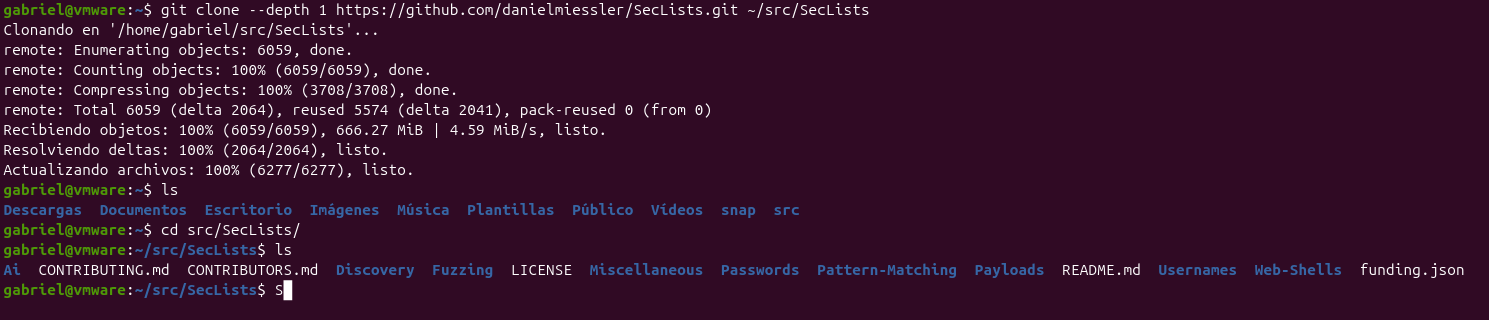 gabriel@vmware:~$ git clone --depth 1 https://github.com/danielmiessler/SecLists.git ~/src/SecLists
Clonando en '/home/gabriel/src/SecLists'...
remote: Enumerating objects: 6059, done.
remote: Counting objects: 100% (6059/6059), done.
remote: Compressing objects: 100% (3708/3708), done.
remote: Total 6059 (delta 2064), reused 5574 (delta 2041), pack-reused 0 (from 0)
Recibiendo objetos: 100% (6059/6059), 666.27 MiB | 4.59 MiB/s, listo.
Resolviendo deltas: 100% (2064/2064), listo.
Actualizando archivos: 100% (6277/6277), listo.
gabriel@vmware:~$ ls
Descargas  Documentos  Escritorio  Imágenes  Música  Plantillas  Público  Vídeos  snap  src
gabriel@vmware:~$ cd src/SecLists/
gabriel@vmware:~/src/SecLists$ ls
Ai  CONTRIBUTING.md  CONTRIBUTORS.md  Discovery  Fuzzing  LICENSE  Miscellaneous  Passwords  Pattern-Matching  Payloads  README.md  Usernames  Web-Shells  funding.json
gabriel@vmware:~/src/SecLists$ S